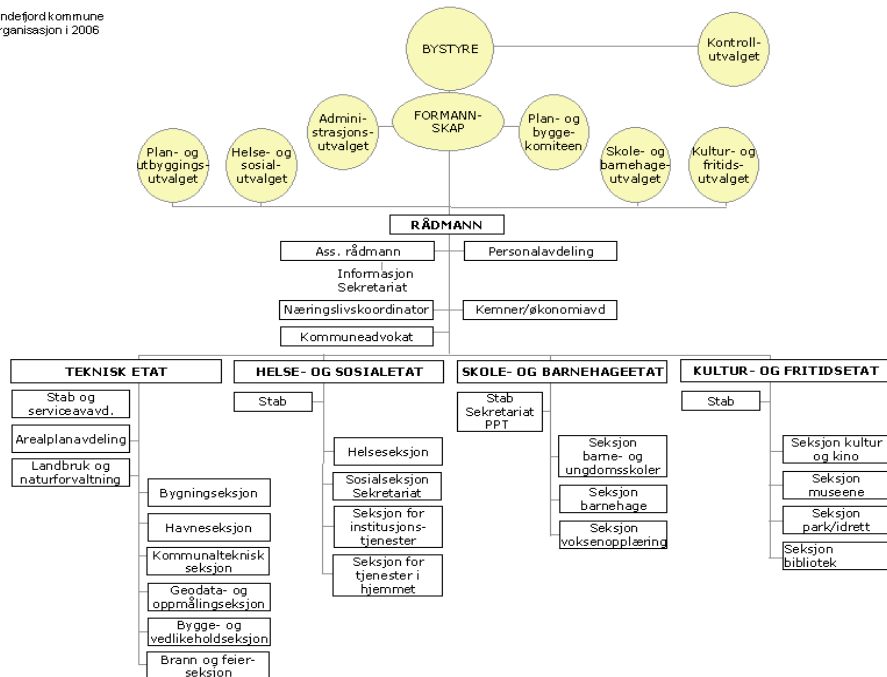 ndefjord kommune
rganisasjon i 2006
BYSTYRE
Kontroll-
utvalget
Admini-
strasjons-
utvalget
FORMANN-
SKAP
Plan- og
bygge-
komiteen
Plan- og
utbyggings-
utvalget
Helse- og
sosial-
utvalget
Skole- og
barnehage-
utvalget
Kultur- og
fritids-
utvalget
RÅDMANN
Ass. rådmann
Personalavdeling
Informasjon
Sekretariat
Næringslivskoordinator
Kemner/økonomiavd
Kommuneadvokat
TEKNISK ETAT
HELSE- OG SOSIALETAT
SKOLE- OG BARNEHAGEETAT
KULTUR- OG FRITIDSETAT
Stab og
serviceavavd.
Arealplanavdeling
Landbruk og
naturforvaltning
Bygningseksjon
Havneseksjon
Kommunalteknisk
seksjon
Geodata- og
oppmålingseksjon
Bygge- og
vedlikeholdseksjon
Brann og feier-
seksjon
Stab
Helseseksjon
Sosialseksjon
Sekretariat
Seksjon for
institusjons-
tjenester
Seksjon for
tjenester i
hjemmet
Stab
Sekretariat
PPT
Seksjon
barne- og
ungdomsskoler
Seksjon
barnehage
Seksjon
voksenopplæring
Stab
Seksjon kultur
og kino
Seksjon
museene
Seksjon
park/idrett
Seksjon
bibliotek